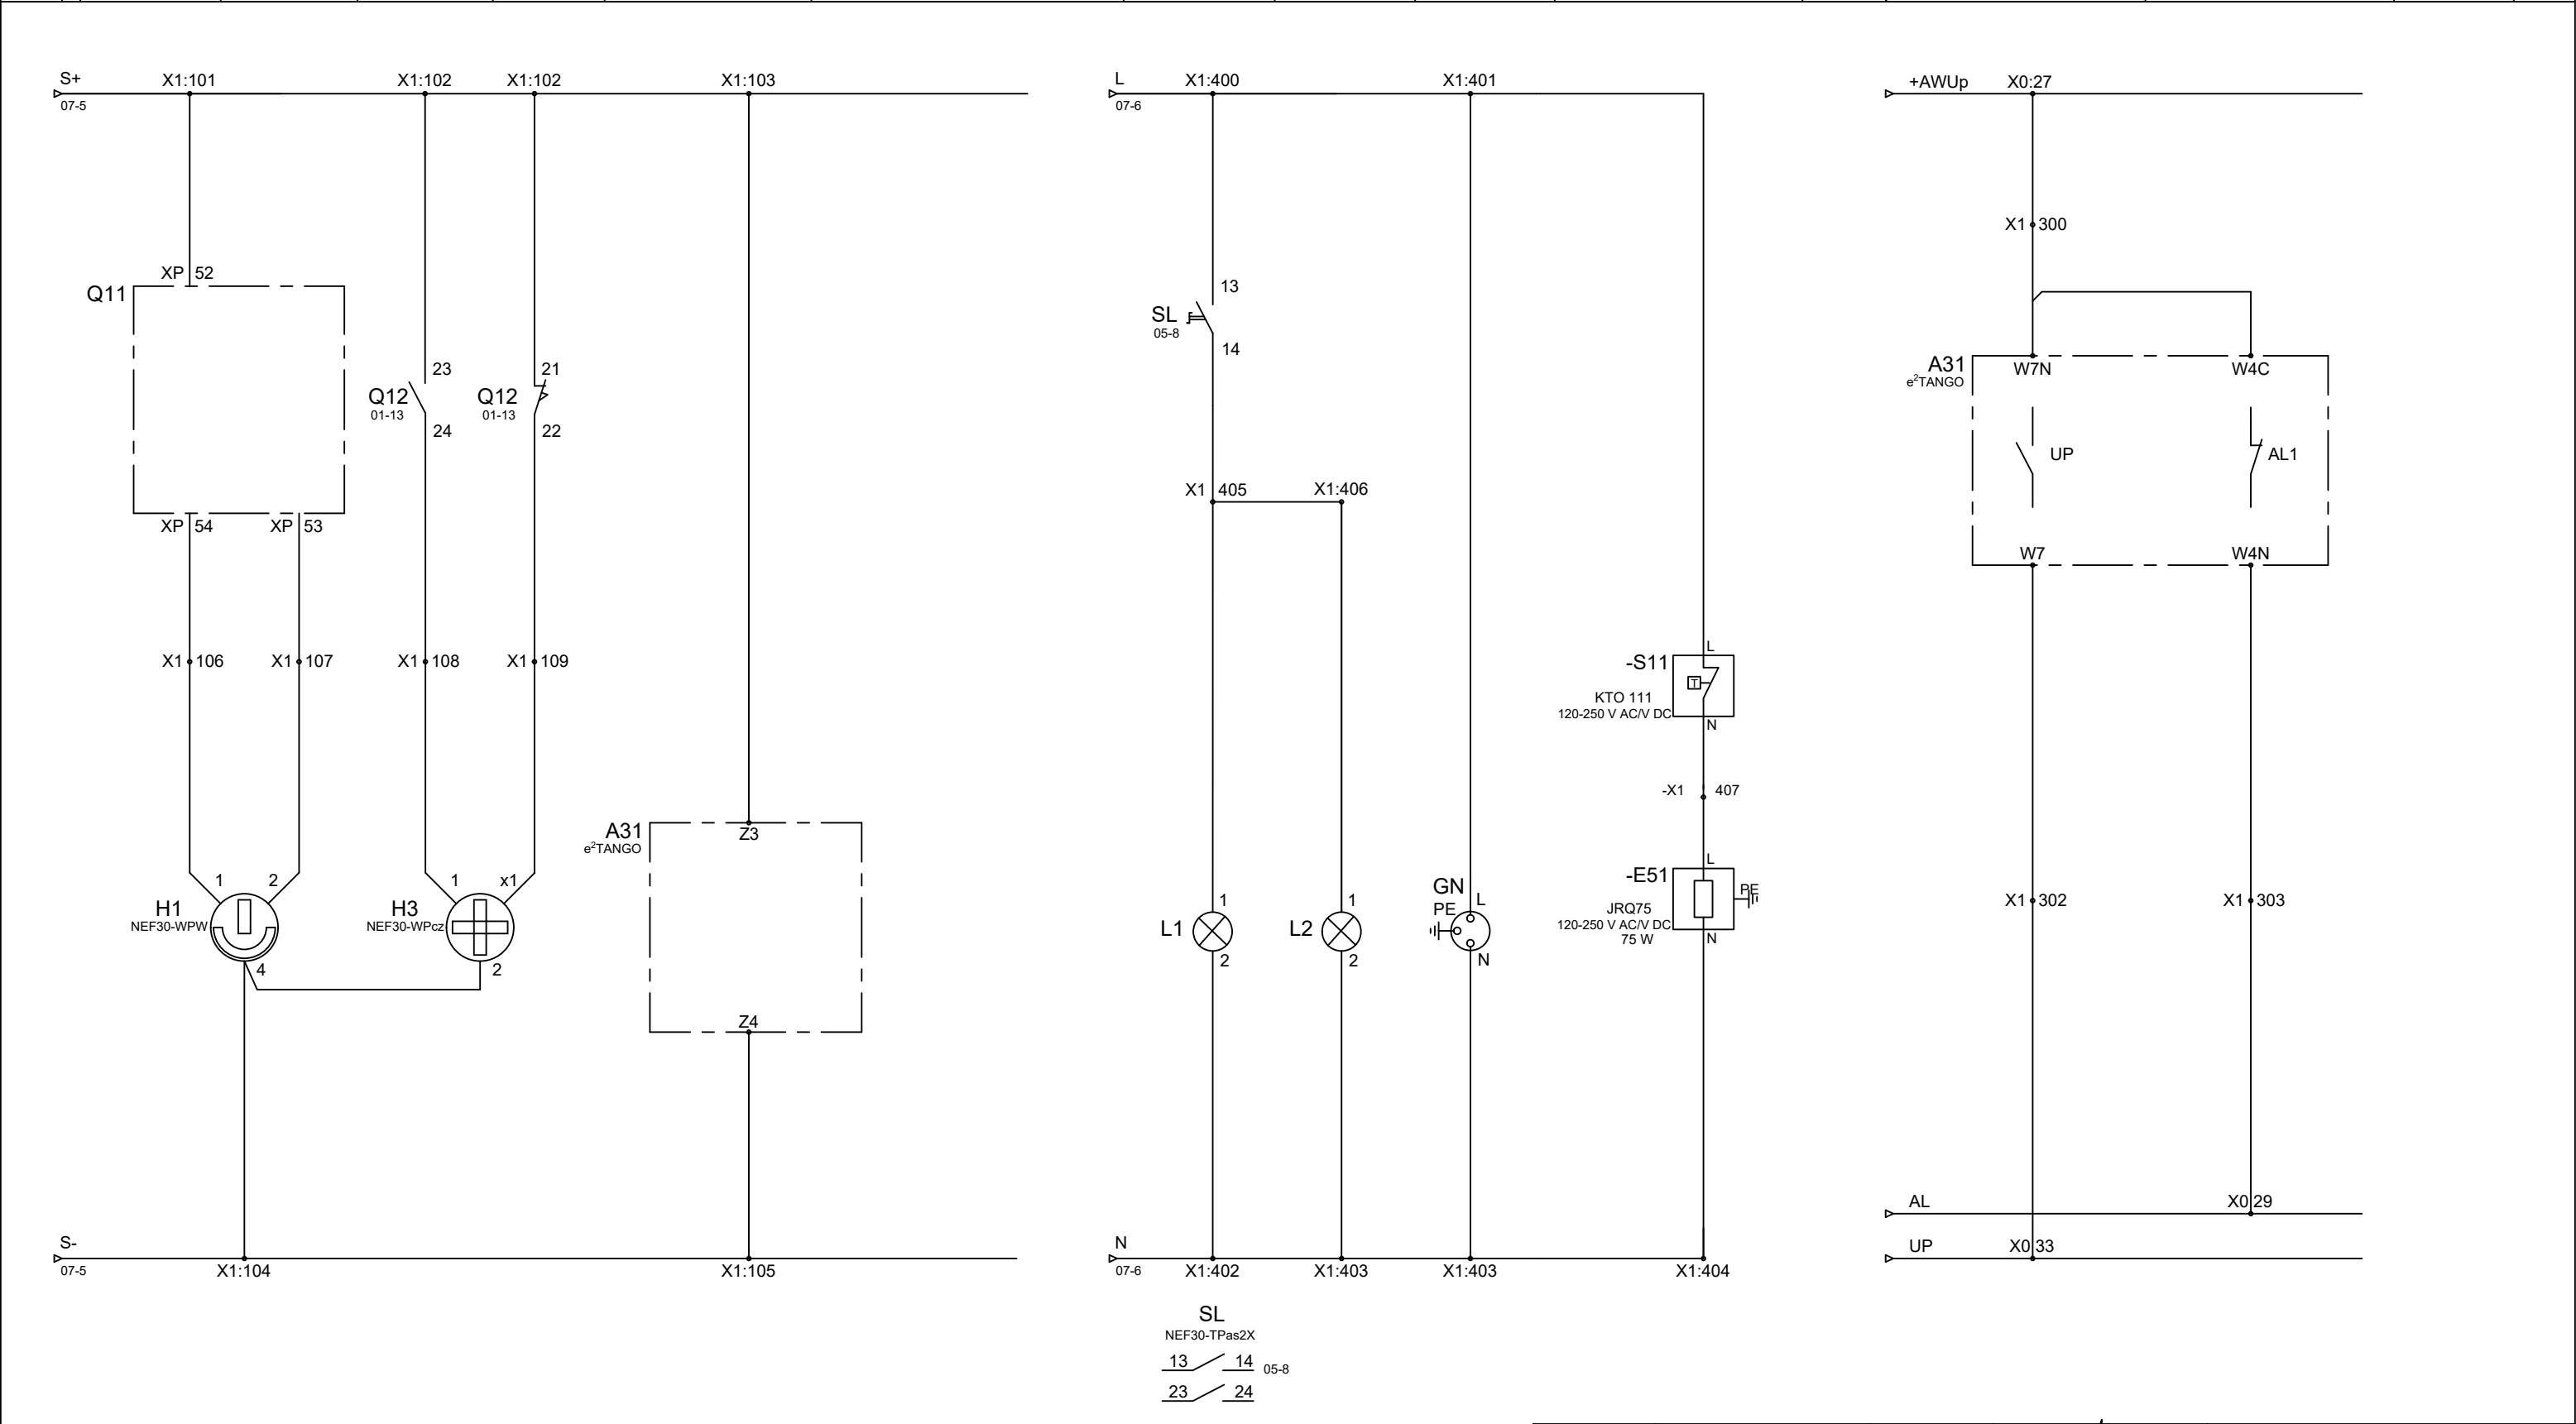 S+ X1:101 X1:102 X1:102 X1:103
07-5
L X1:400 X1:401
07-6
+AWUp X0:27
X1 300
XP 52
Q11
XP 54 XP 53
23
Q12
01-13
24
21
Q12
01-13
22
X1 106 X1 107 X1 108 X1 109
1 2
H1
NEF30-WPW
4
1 x1
H3
NEF30-WPcz
2
A31
e²TANGO
Z3
Z4
S-
07-5
X1:104 X1:105
13
SL
05-8
14
X1 405 X1:406
1
L1
2
1
L2
2
GN L
PE
N
L
-S11
T
KTO 111
120-250 V AC/V DC
N
-X1 407
L
-E51
PE
JRQ75
120-250 V AC/V DC
75 W
N
N
07-6
X1:402 X1:403 X1:403 X1:404
SL
NEF30-TPas2X
13 14 05-8
23 24
A31
e²TANGO
W7N W4C
UP AL1
W7 W4N
X1 302 X1 303
AL X0 29
UP X0 33